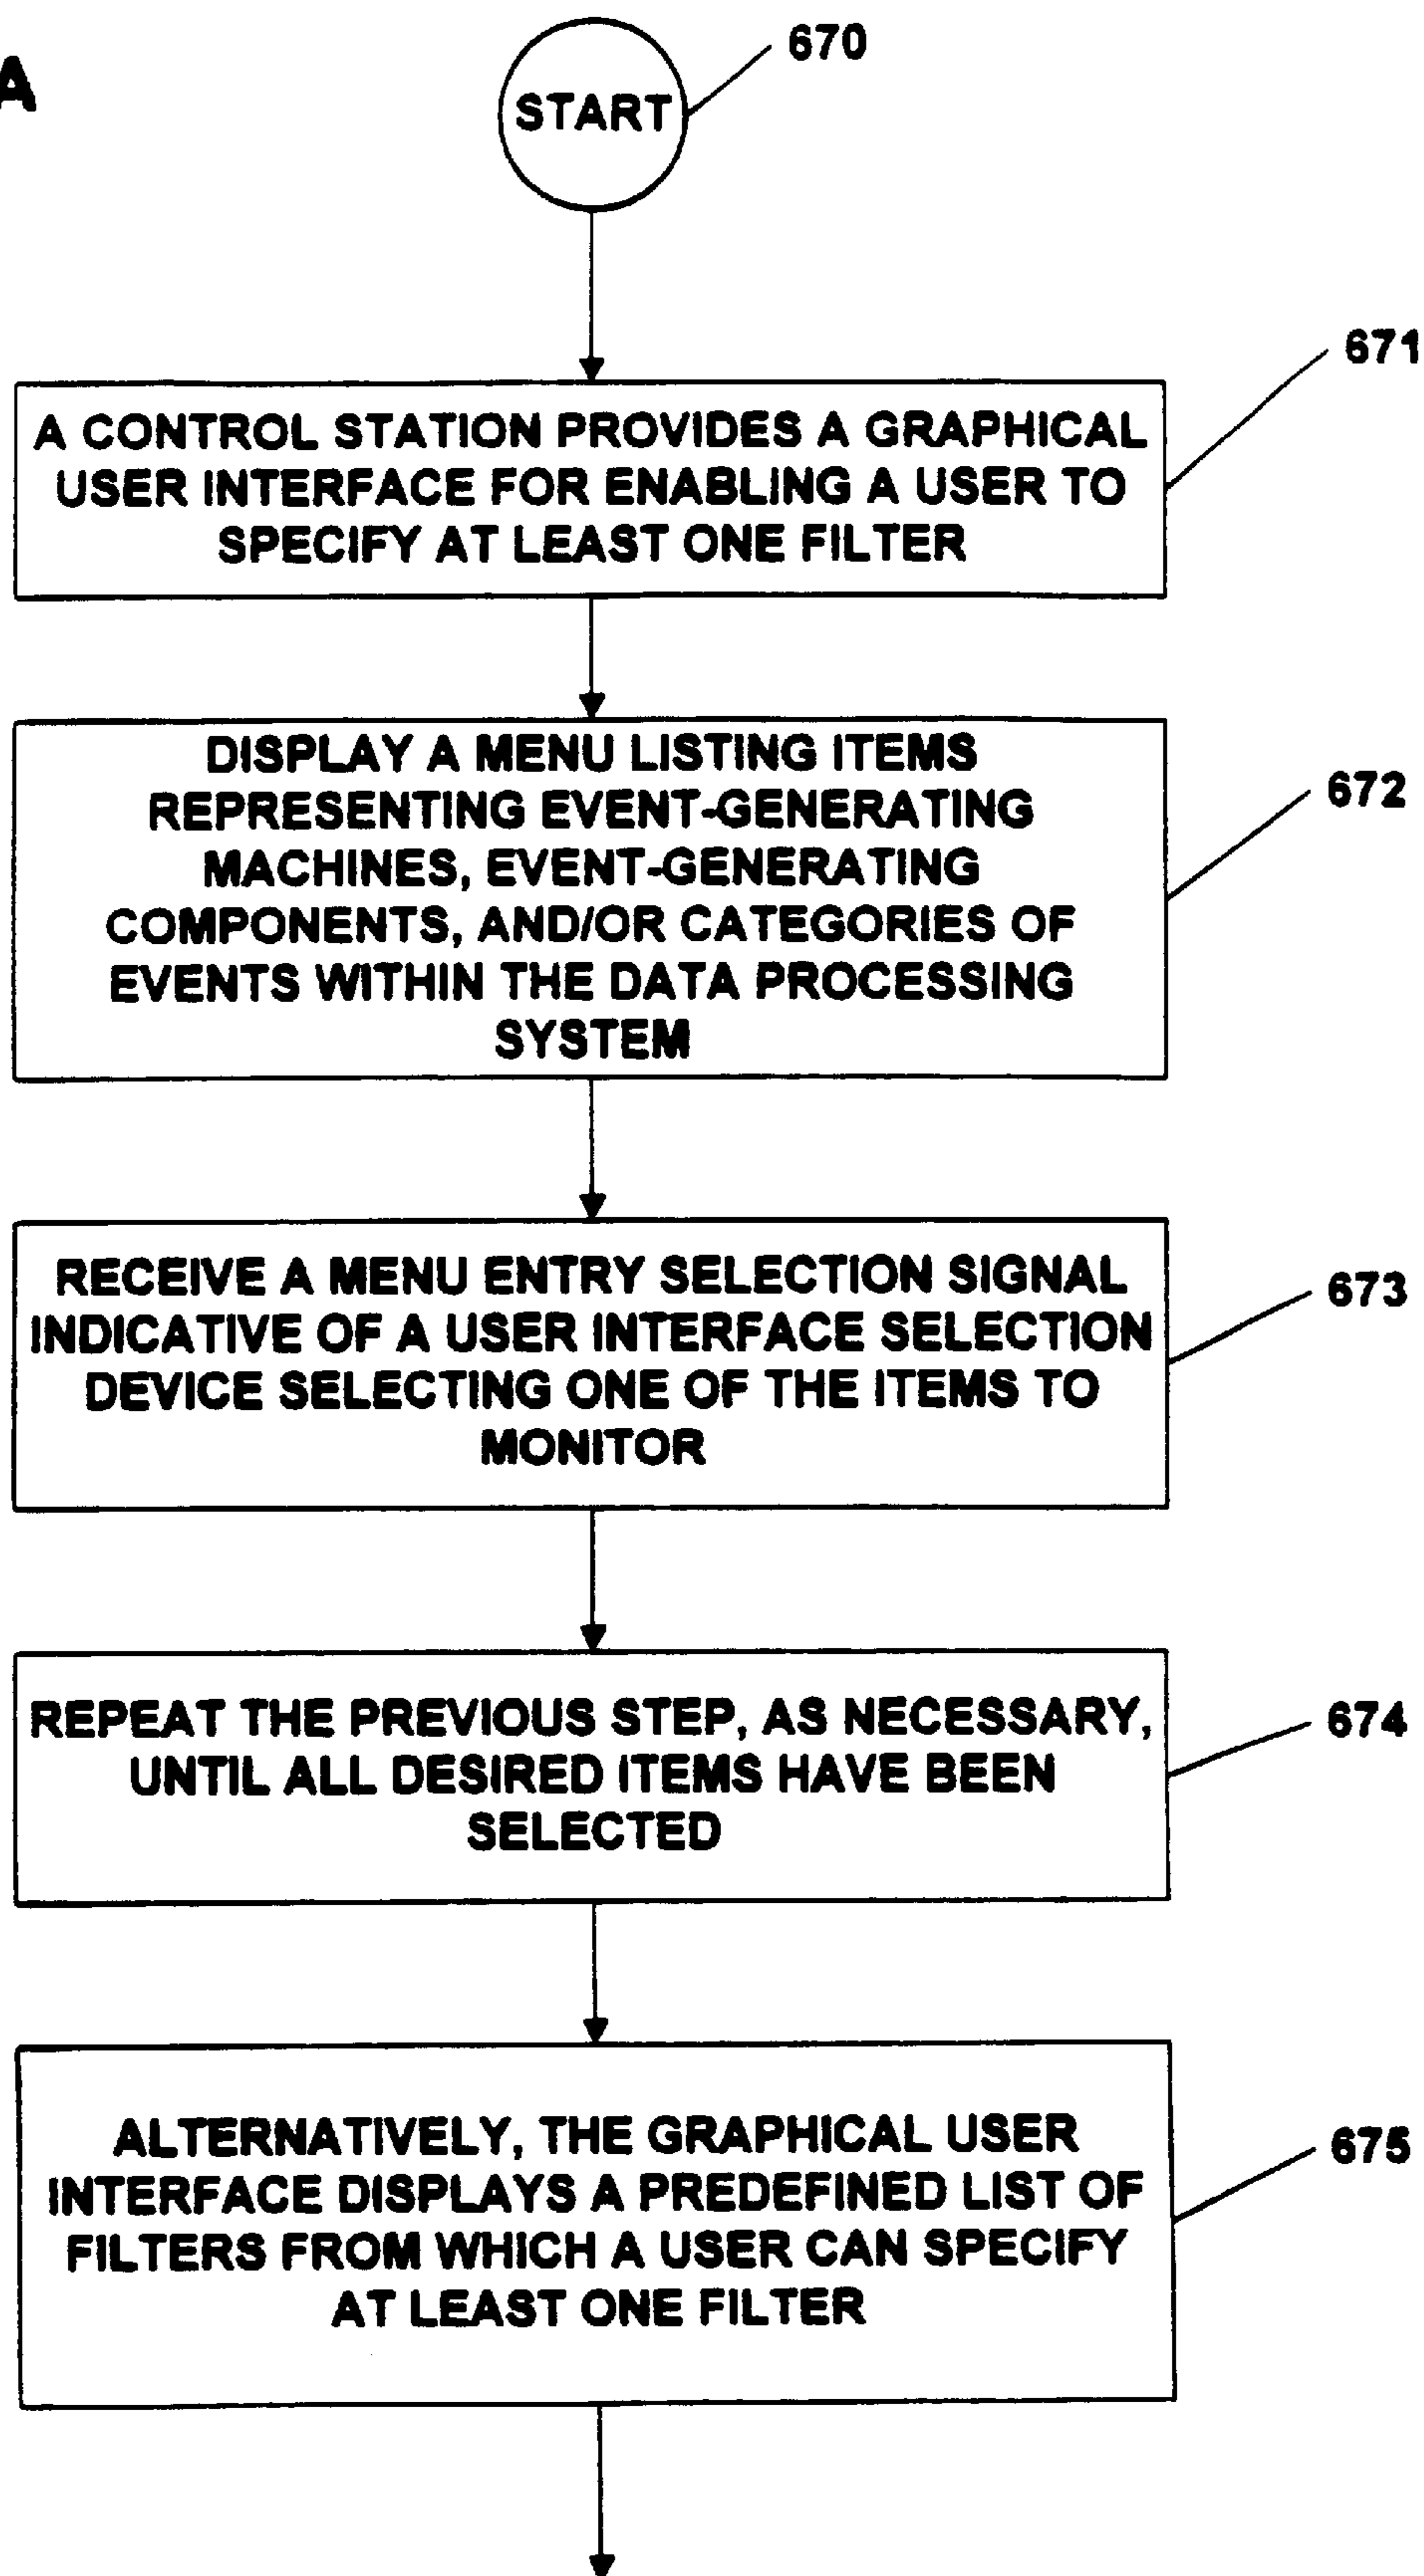 A
670
START
671
A CONTROL STATION PROVIDES A GRAPHICAL
USER INTERFACE FOR ENABLING A USER TO
SPECIFY AT LEAST ONE FILTER
672
DISPLAY A MENU LISTING ITEMS
REPRESENTING EVENT-GENERATING
MACHINES, EVENT-GENERATING
COMPONENTS, AND/OR CATEGORIES OF
EVENTS WITHIN THE DATA PROCESSING
SYSTEM
673
RECEIVE A MENU ENTRY SELECTION SIGNAL
INDICATIVE OF A USER INTERFACE SELECTION
DEVICE SELECTING ONE OF THE ITEMS TO
MONITOR
674
REPEAT THE PREVIOUS STEP, AS NECESSARY,
UNTIL ALL DESIRED ITEMS HAVE BEEN
SELECTED
675
ALTERNATIVELY, THE GRAPHICAL USER
INTERFACE DISPLAYS A PREDEFINED LIST OF
FILTERS FROM WHICH A USER CAN SPECIFY
AT LEAST ONE FILTER